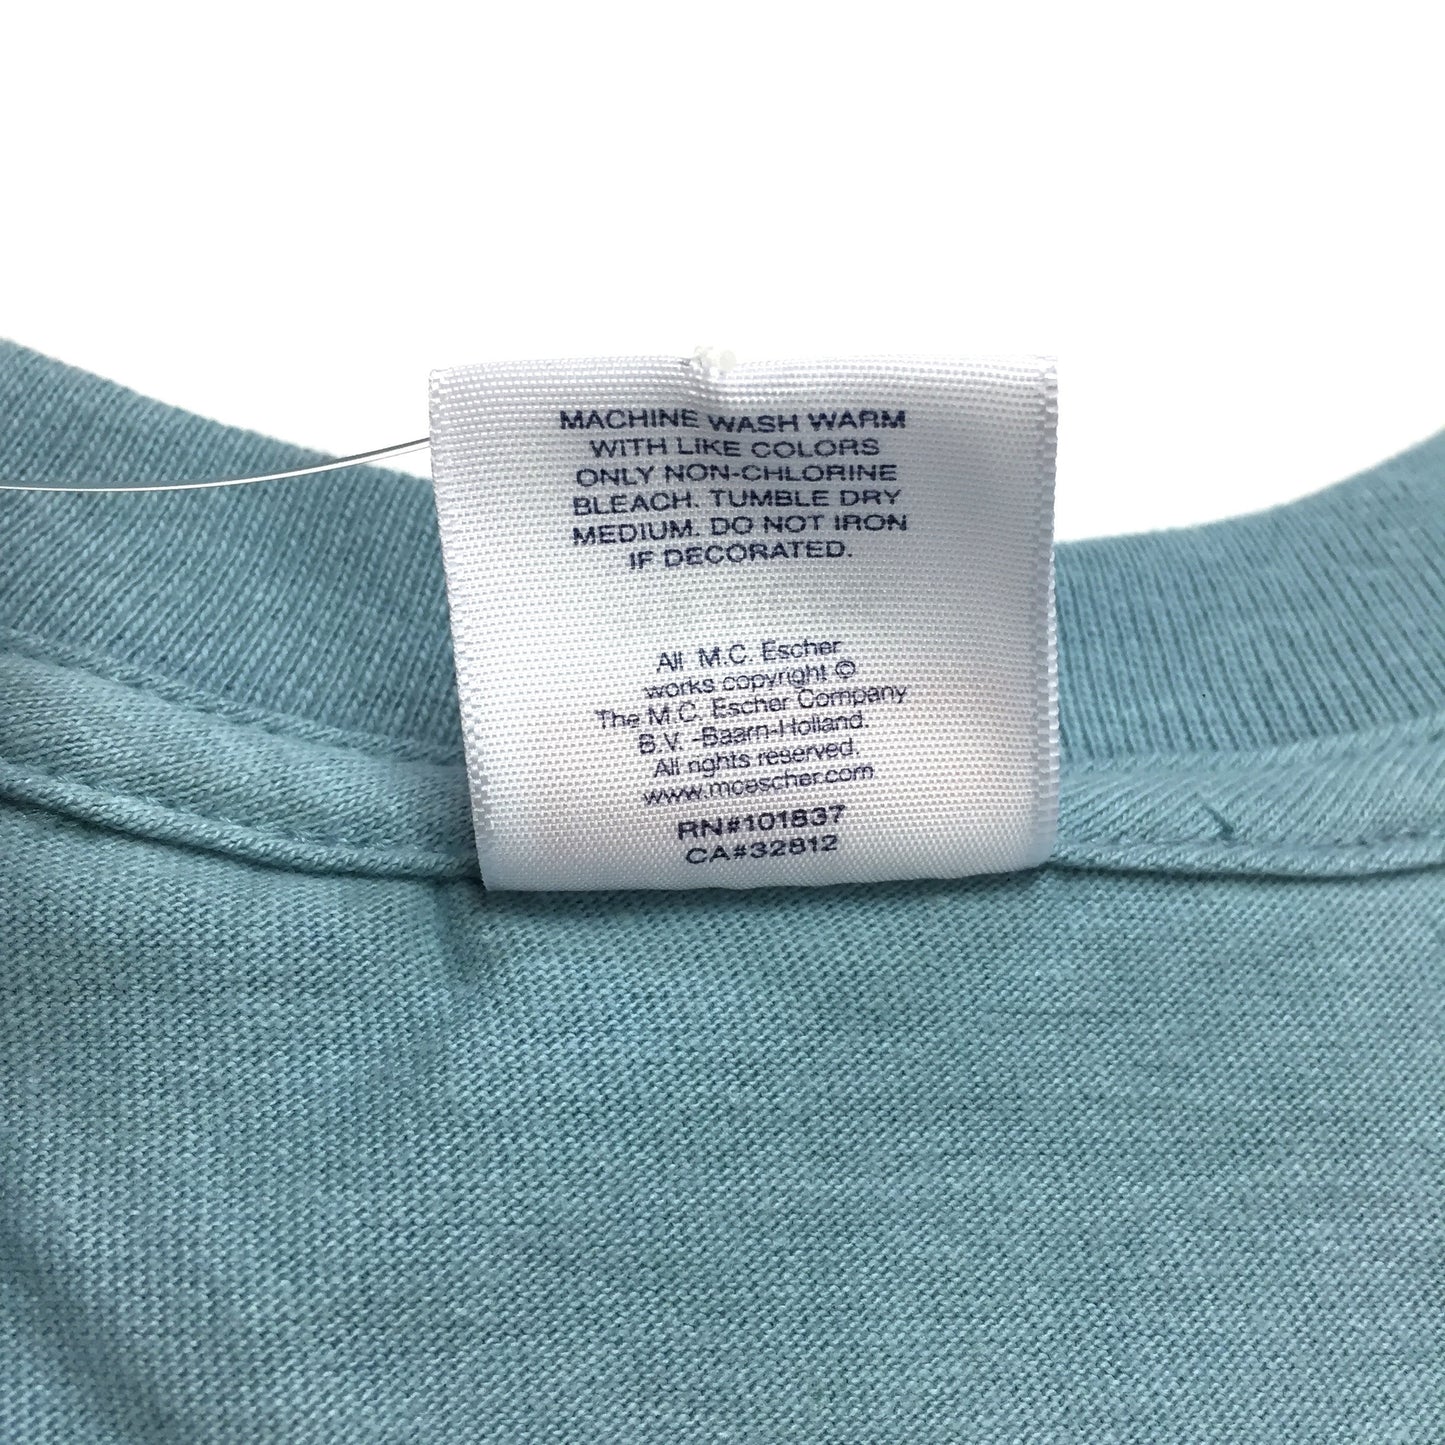 MACHINE WASH WARM
WITH LIKE COLORS
ONLY NON-CHLORINE
BLEACH. TUMBLE DRY
MEDIUM. DO NOT IRON
IF DECORATED.
All M.C. Escher
works copyright ©
The M.C. Escher Company
B.V. -Baarn-Holland.
All rights reserved.
www.mcescher.com
RN#101837
CA#32812